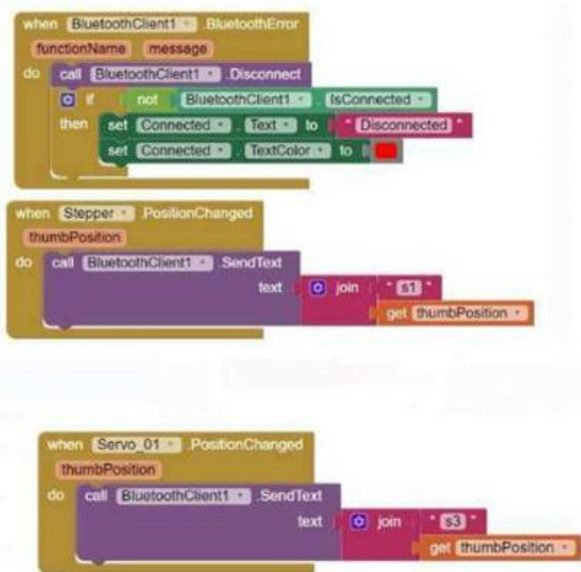 when BluetoothClient1 .BluetoothError
functionName message
do call BluetoothClient1 .Disconnect
if not BluetoothClient1 . IsConnected
then set Connected . Text to " Disconnected "
set Connected . TextColor to
when Stepper .PositionChanged
thumbPosition
do call BluetoothClient1 .SendText
text join " s1 "
get thumbPosition
when Servo_01 .PositionChanged
thumbPosition
do call BluetoothClient1 .SendText
text join " s3 "
get thumbPosition